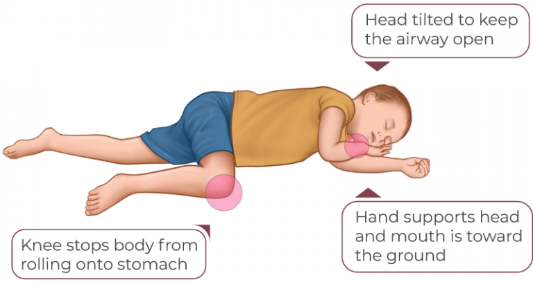 Head tilted to keep
the airway open
Hand supports head
and mouth is toward
the ground
Knee stops body from
rolling onto stomach